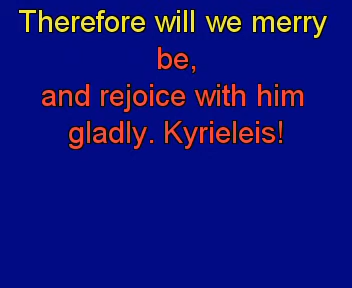 Therefore will we merry
be,
and rejoice with him
gladly. Kyrieleis!